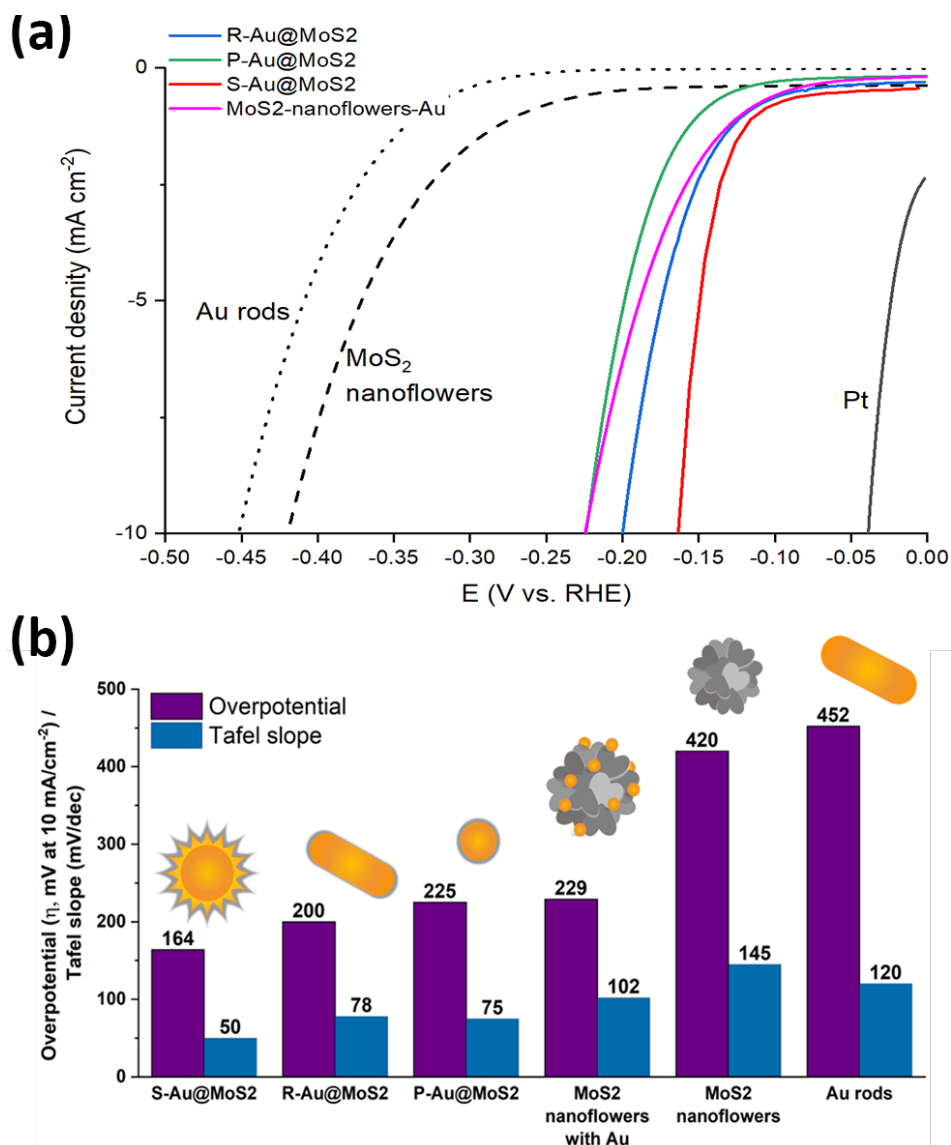 (a)
R-Au@MoS2
P-Au@MoS2
S-Au@MoS2
MoS2-nanoflowers-Au
0
-5
-10
Current desnity (mA cm-2)
Au rods
MoS2
nanoflowers
Pt
-0.50 -0.45 -0.40 -0.35 -0.30 -0.25 -0.20 -0.15 -0.10 -0.05 0.00
E (V vs. RHE)
(b)
Overpotential
Tafel slope
500
400
300
200
100
0
Overpotential (η, mV at 10 mA/cm-2) /
Tafel slope (mV/dec)
164
50
200
78
225
75
229
102
420
145
452
120
S-Au@MoS2
R-Au@MoS2
P-Au@MoS2
MoS2
nanoflowers
with Au
MoS2
nanoflowers
Au rods